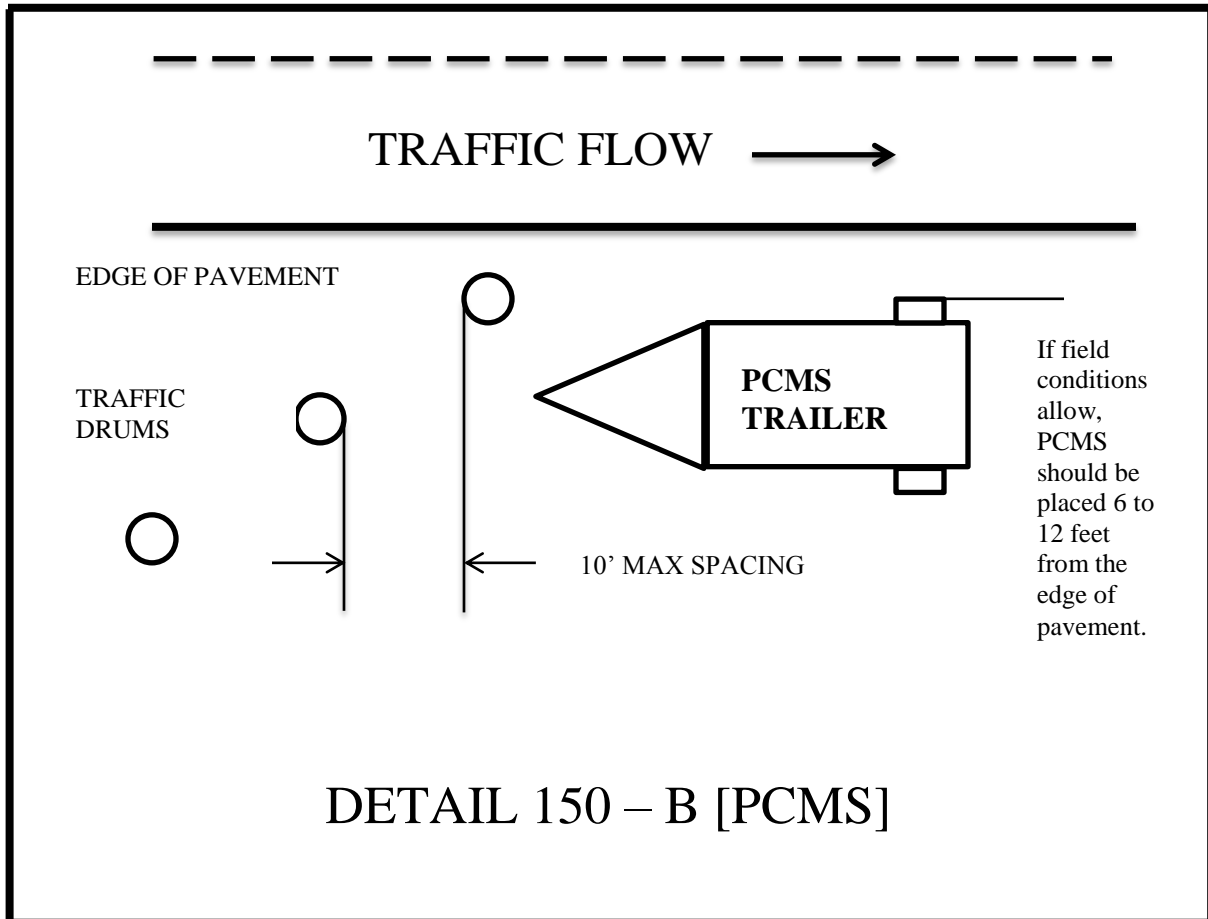 TRAFFIC FLOW
EDGE OF PAVEMENT
TRAFFIC
DRUMS
PCMS
TRAILER
If field
conditions
allow,
PCMS
should be
placed 6 to
12 feet
from the
edge of
pavement.
10’ MAX SPACING
DETAIL 150 – B [PCMS]